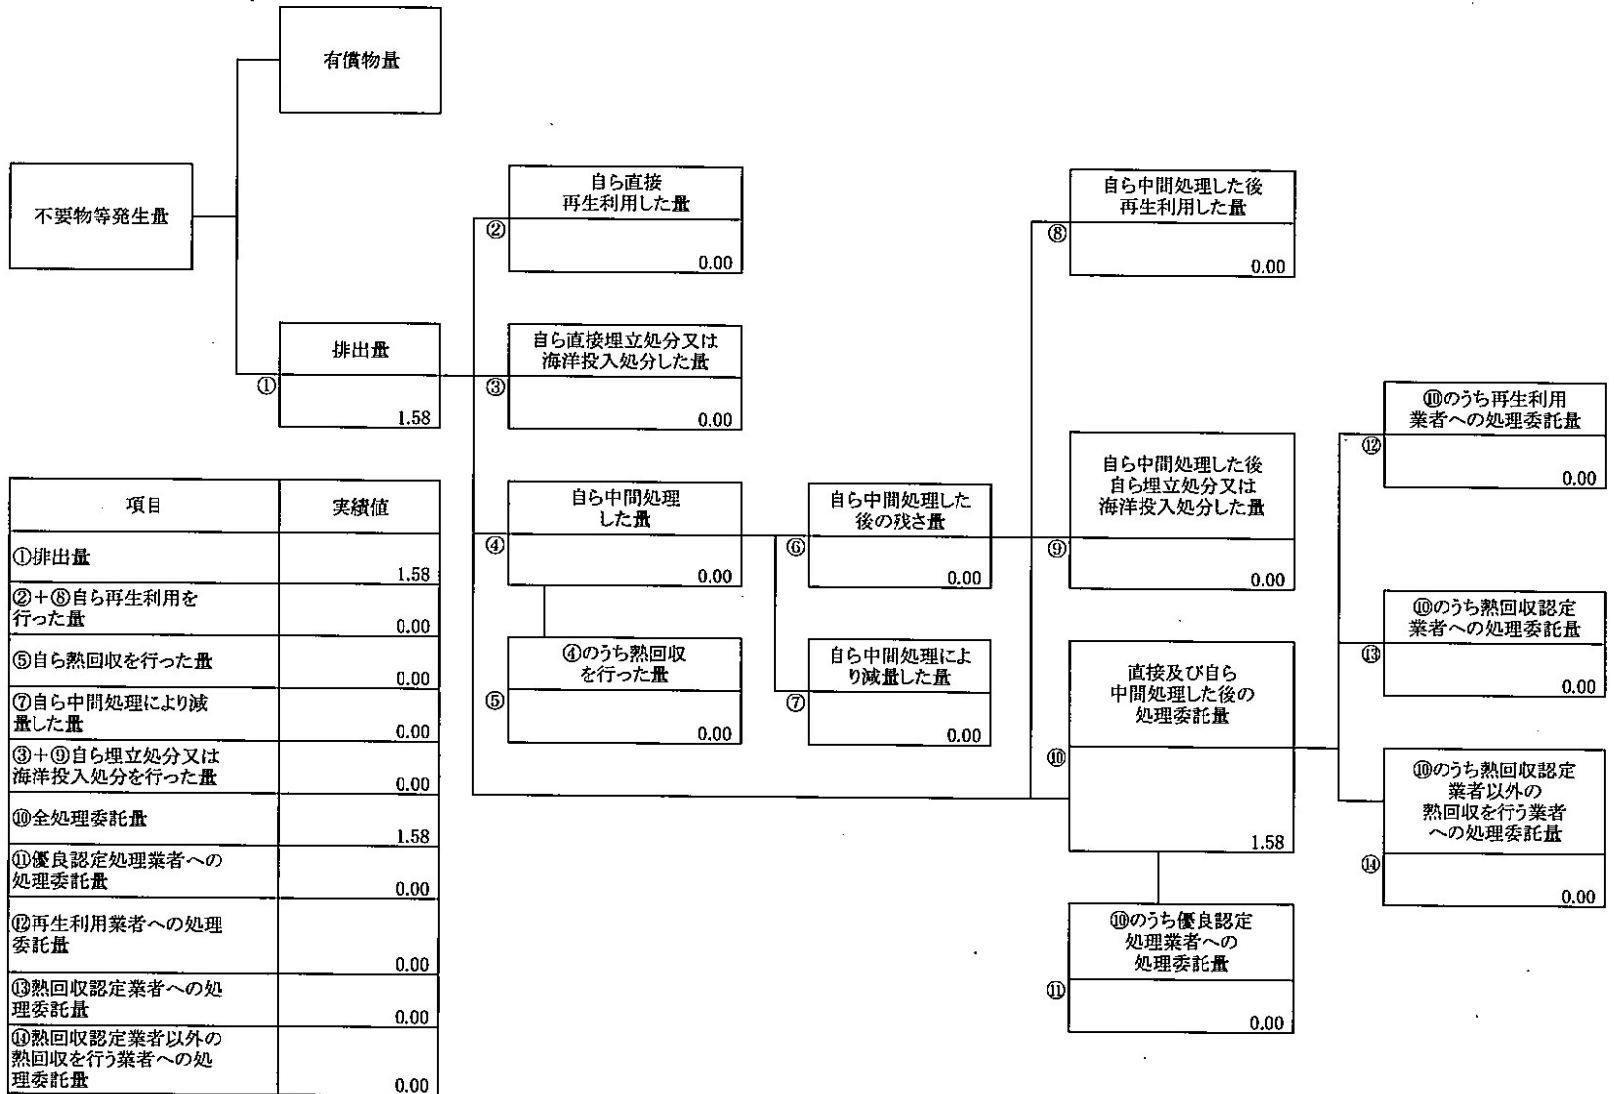 有償物量
不要物等発生量
排出量
①
1.58
自ら直接
再生利用した量
②
0.00
自ら直接埋立処分又は
海洋投入処分した量
③
0.00
自ら中間処理
した量
④
0.00
④のうち熱回収
を行った量
⑤
0.00
自ら中間処理した
後の残さ量
⑥
0.00
自ら中間処理によ
り減量した量
⑦
0.00
自ら中間処理した後
再生利用した量
⑧
0.00
自ら中間処理した後
自ら埋立処分又は
海洋投入処分した量
⑨
0.00
直接及び自ら
中間処理した後の
処理委託量
⑩
1.58
⑩のうち優良認定
処理業者への
処理委託量
⑪
0.00
⑩のうち再生利用
業者への処理委託量
⑫
0.00
⑩のうち熱回収認定
業者への処理委託量
⑬
0.00
⑩のうち熱回収認定
業者以外の
熱回収を行う業者
への処理委託量
⑭
0.00
項目 実績値
①排出量
1.58
②+⑧自ら再生利用を
行った量
0.00
⑤自ら熱回収を行った量
0.00
⑦自ら中間処理により減
量した量
0.00
③+⑨自ら埋立処分又は
海洋投入処分を行った量
0.00
⑩全処理委託量
1.58
⑪優良認定処理業者への
処理委託量
0.00
⑫再生利用業者への処理
委託量
0.00
⑬熱回収認定業者への処
理委託量
0.00
⑭熱回収認定業者以外の
熱回収を行う業者への処
理委託量
0.00